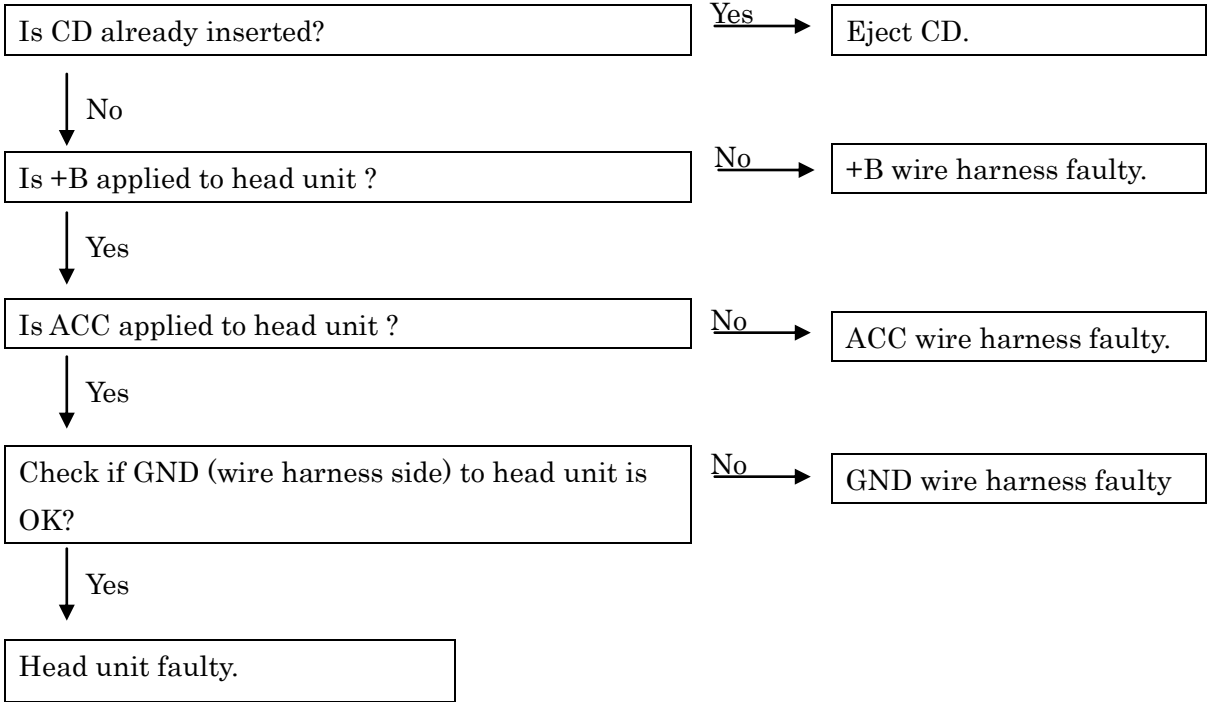 Is CD already inserted?
Yes
Eject CD.
No
Is +B applied to head unit ?
No
+B wire harness faulty.
Yes
Is ACC applied to head unit ?
No
ACC wire harness faulty.
Yes
Check if GND (wire harness side) to head unit is
OK?
No
GND wire harness faulty
Yes
Head unit faulty.